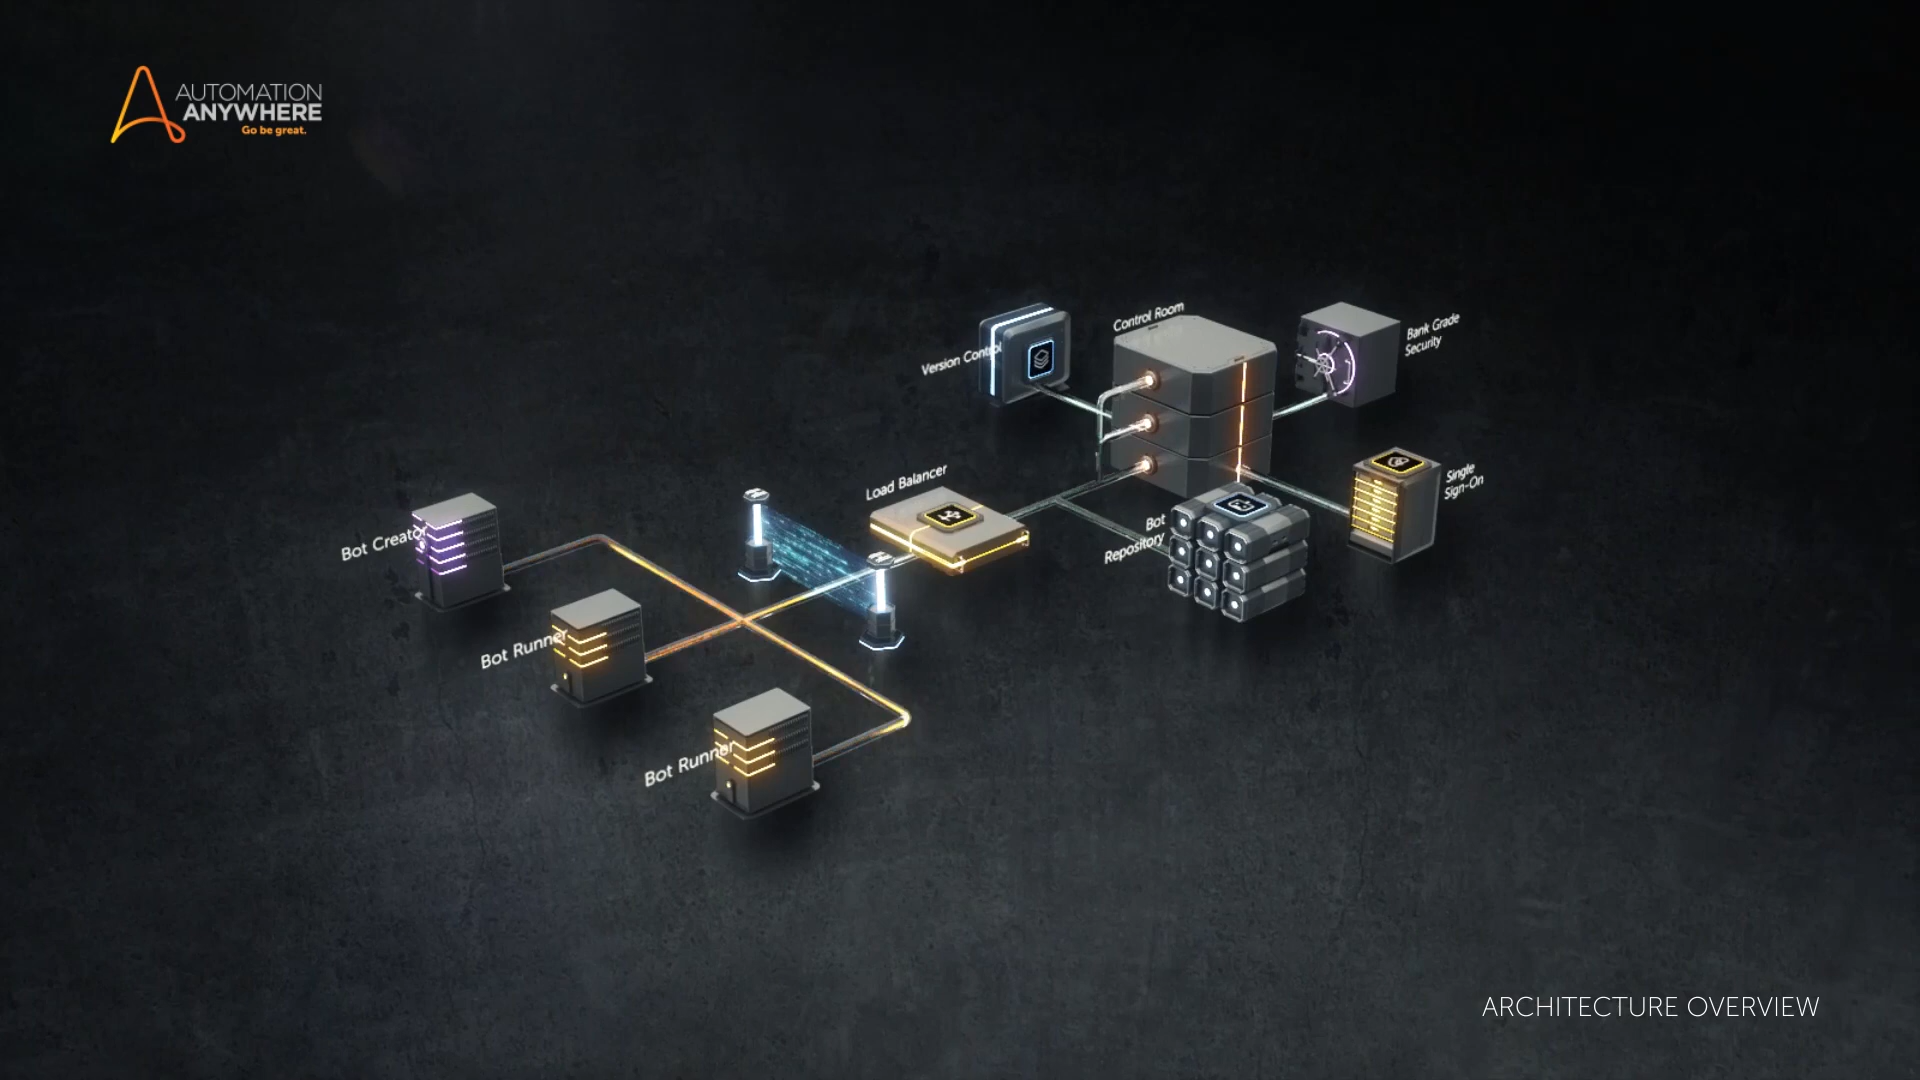 AUTOMATION
ANYWHERE
Go be great.
Control Room
Bank Grade
Security
Version Control
Load Balancer
Single
Sign-On
Bot Creator
Bot
Repository
Bot Runner
Bot Runner
ARCHITECTURE OVERVIEW